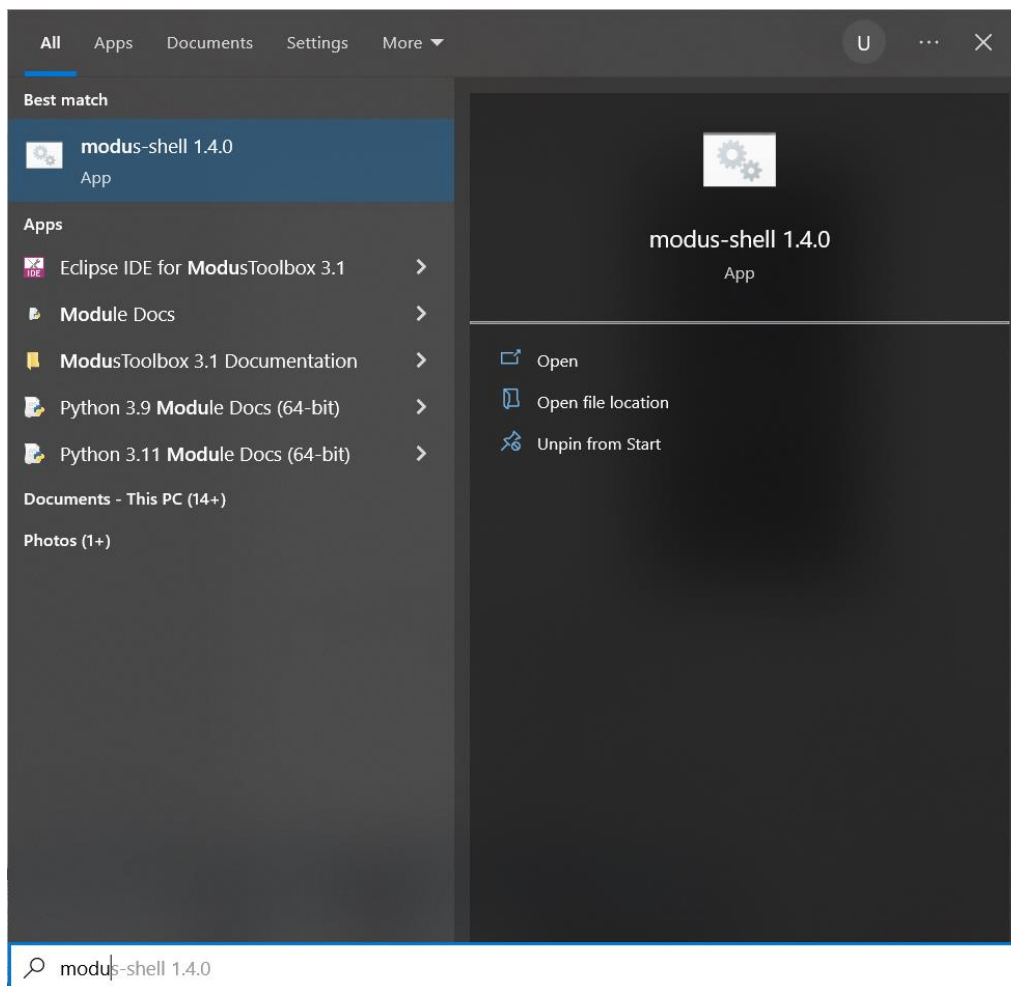 All Apps Documents Settings More
U
Best match
modus-shell 1.4.0
App
Apps
IDE
Eclipse IDE for ModusToolbox 3.1
Module Docs
ModusToolbox 3.1 Documentation
Python 3.9 Module Docs (64-bit)
Python 3.11 Module Docs (64-bit)
Documents - This PC (14+)
Photos (1+)
modus-shell 1.4.0
App
Open
Open file location
Unpin from Start
modus-shell 1.4.0